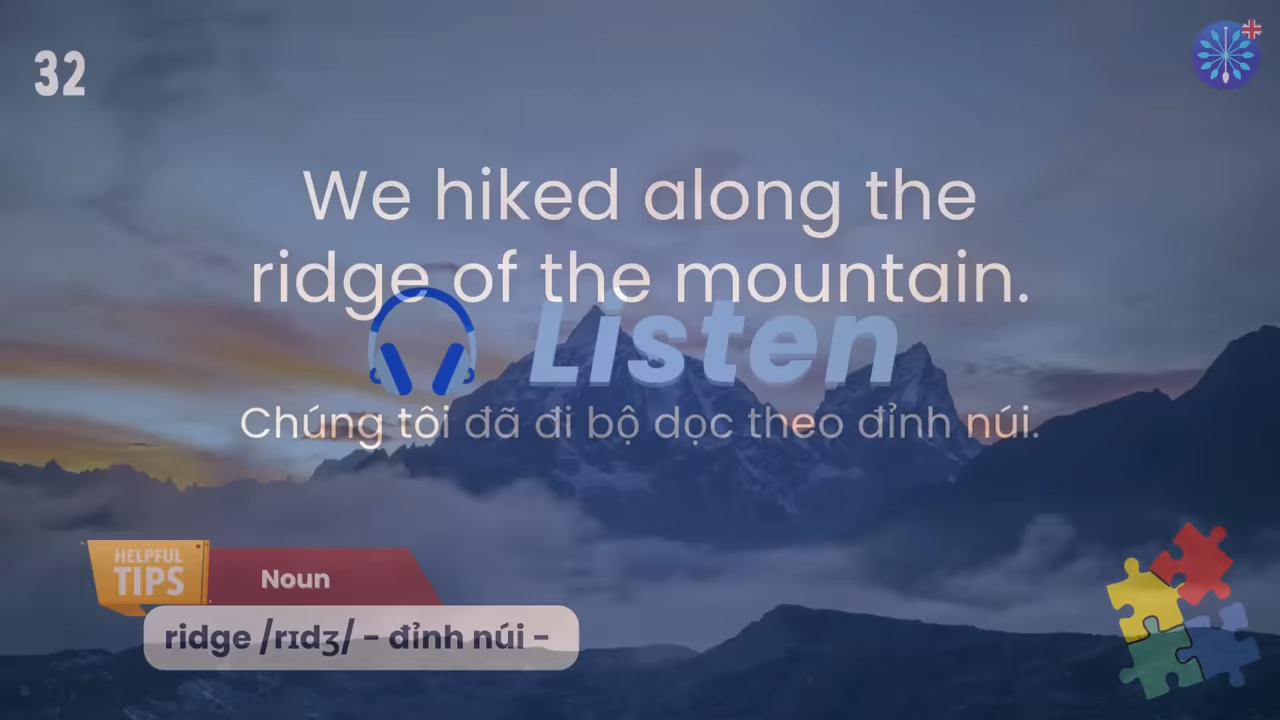 32
We hiked along the
ridge of the mountain.
Listen
Chúng tôi đã đi bộ dọc theo đỉnh núi.
HELPFUL
TIPS
Noun
ridge /rɪdʒ/ - đỉnh núi -